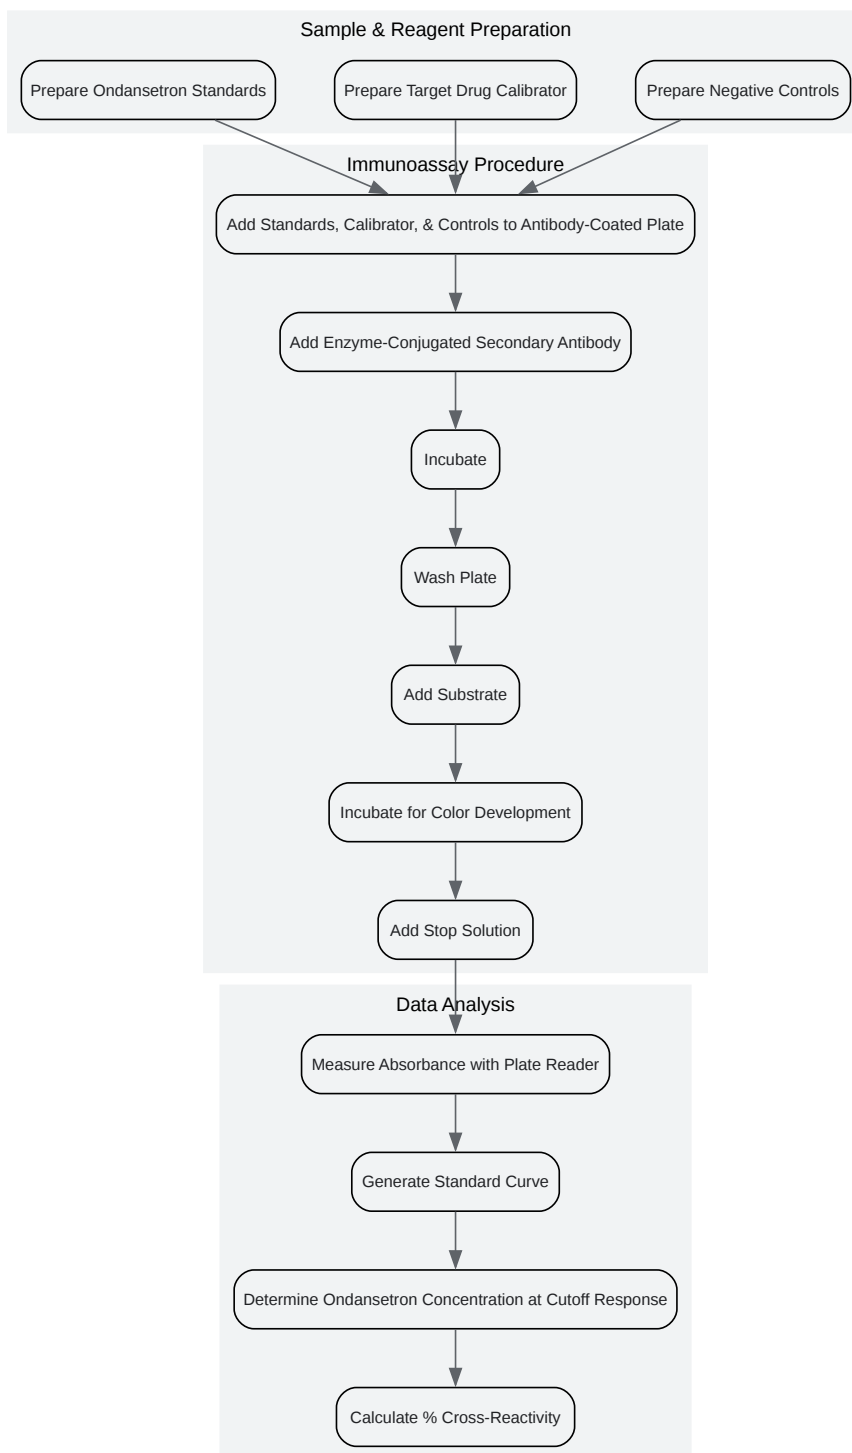 Sample & Reagent Preparation
Prepare Ondansetron Standards
Prepare Target Drug Calibrator
Prepare Negative Controls
Immunoassay Procedure
Add Standards, Calibrator, & Controls to Antibody-Coated Plate
Add Enzyme-Conjugated Secondary Antibody
Incubate
Wash Plate
Add Substrate
Incubate for Color Development
Add Stop Solution
Data Analysis
Measure Absorbance with Plate Reader
Generate Standard Curve
Determine Ondansetron Concentration at Cutoff Response
Calculate % Cross-Reactivity